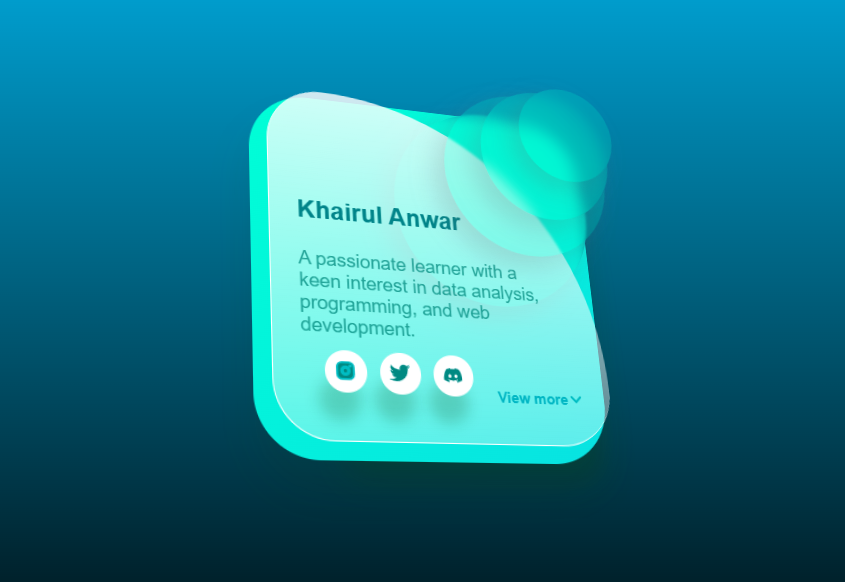 Khairul Anwar
A passionate learner with a
keen interest in data analysis,
programming, and web
development.
View more